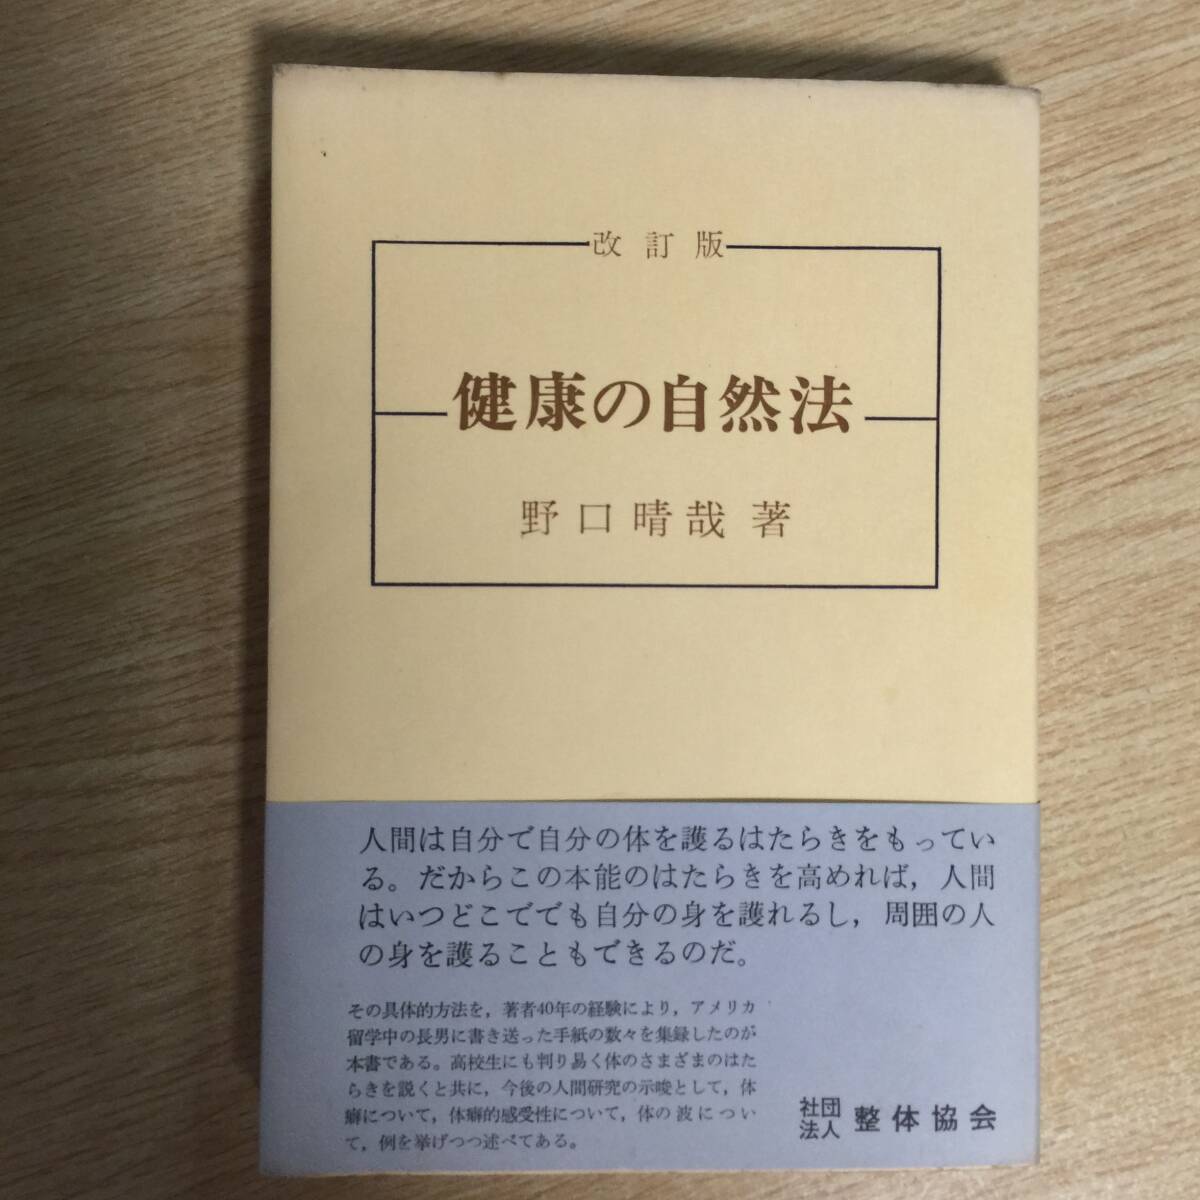 改訂版
健康の自然法
野口晴哉 著
人間は自分で自分の体を護るはたらきをもってい
る。だからこの本能のはたらきを高めれば，人間
はいつどこででも自分の身を護れるし，周囲の人
の身を護ることもできるのだ。
その具体的方法を，著者40年の経験により，アメリカ
留学中の長男に書き送った手紙の数々を集録したのが
本書である。高校生にも判り易く体のさまざまのはた
らきを説くと共に，今後の人間研究の示唆として，体
癖について，体癖的感受性について，体の波につい
て，例を挙げつつ述べてある。
社団法人 整体協会